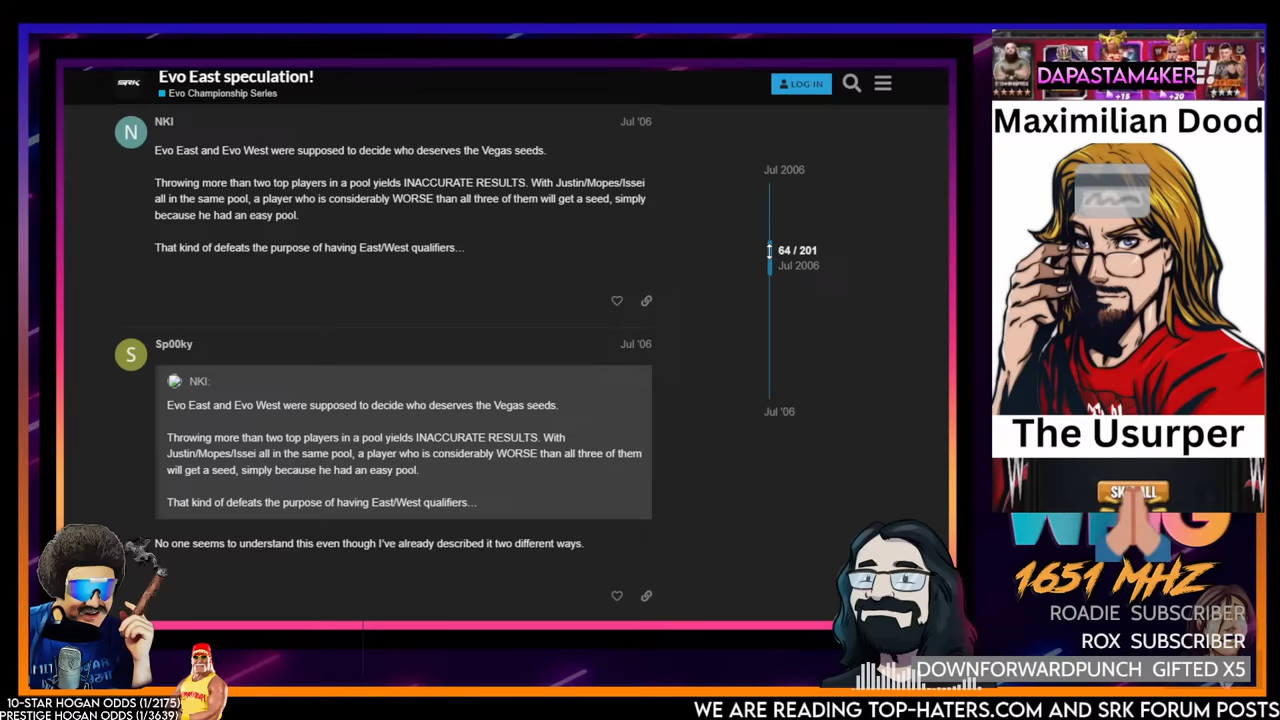 SRK
Evo East speculation!
Evo Championship Series
LOG IN
N
NKI
Jul '06
Evo East and Evo West were supposed to decide who deserves the Vegas seeds.
Throwing more than two top players in a pool yields INACCURATE RESULTS. With Justin/Mopes/Issei
all in the same pool, a player who is considerably WORSE than all three of them will get a seed, simply
because he had an easy pool.
That kind of defeats the purpose of having East/West qualifiers…
Jul 2006
64 / 201
Jul 2006
Jul '06
S
Sp00ky
Jul '06
NKI:
Evo East and Evo West were supposed to decide who deserves the Vegas seeds.
Throwing more than two top players in a pool yields INACCURATE RESULTS. With
Justin/Mopes/Issei all in the same pool, a player who is considerably WORSE than all three of them
will get a seed, simply because he had an easy pool.
That kind of defeats the purpose of having East/West qualifiers…
No one seems to understand this even though I've already described it two different ways.
DAPASTAM4KER
+15
+20
Maximilian Dood
The Usurper
1651 MHZ
ROADIE SUBSCRIBER
ROX SUBSCRIBER
DOWNFORWARDPUNCH GIFTED X5
10-STAR HOGAN ODDS (1/2175)
PRESTIGE HOGAN ODDS (1/3639)
WE ARE READING TOP-HATERS.COM AND SRK FORUM POSTS